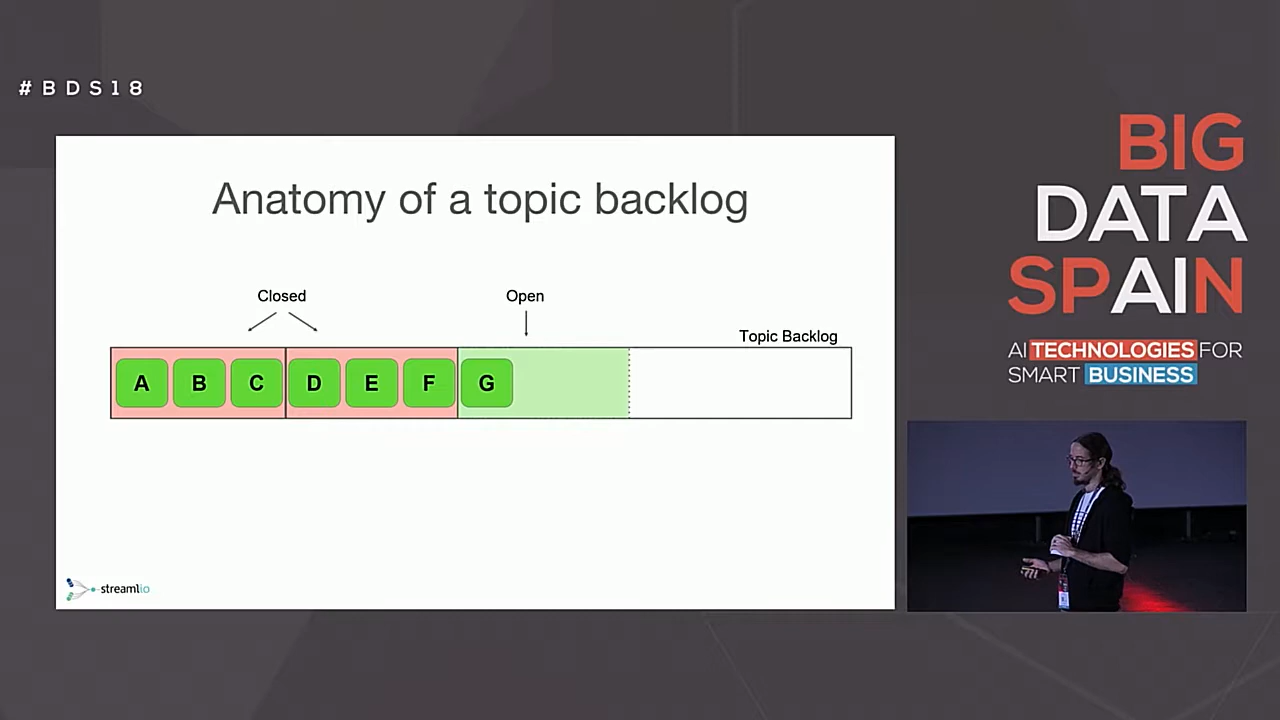 #BDS18
Anatomy of a topic backlog
Closed
Open
Topic Backlog
A B C D E F G
streamlio
BIG
DATA
SPAIN
AI TECHNOLOGIES FOR
SMART BUSINESS